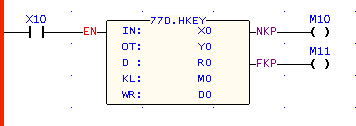 X10 77D.HKEY M10
EN IN: X0 NKP ( )
OT: Y0 M11
D : R0 FKP ( )
KL: M0
WR: D0